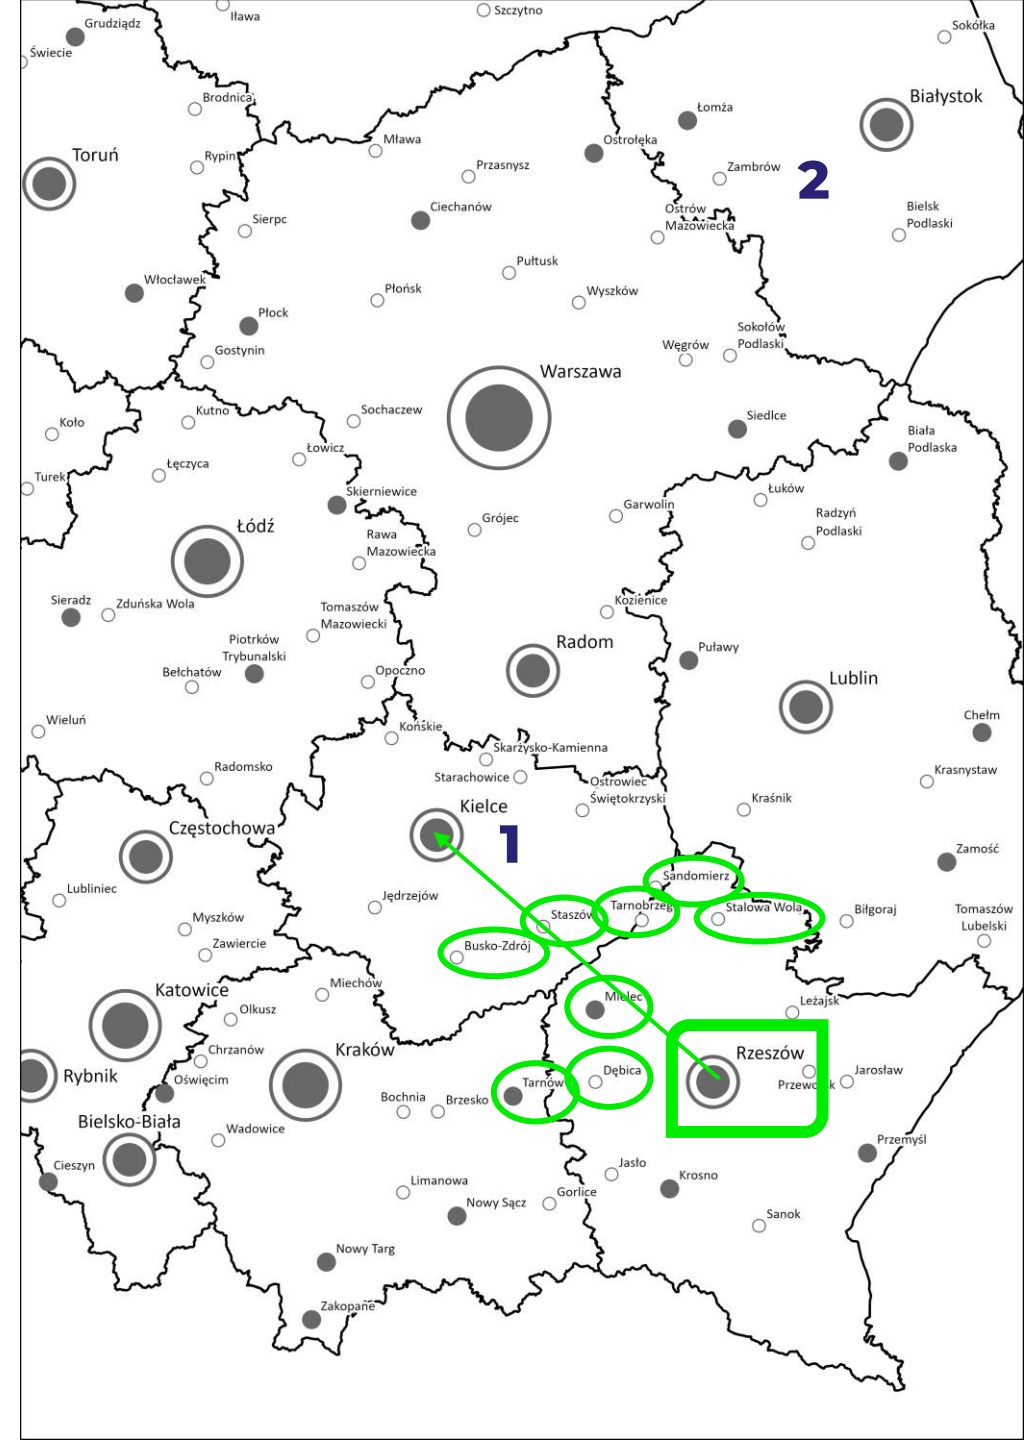 Szczytno
Iława
Grudziądz
Sokółka
Świecie
Brodnica
Białystok
Łomża
Mława
Ostrołęka
Toruń
Rypin
Przasnysz
Zambrów
2
Ciechanów
Ostrów
Mazowiecka
Bielsk
Podlaski
Sierpc
Pułtusk
Włocławek
Płońsk
Wyszków
Płock
Sokołów
Podlaski
Gostynin
Węgrów
Warszawa
Kutno
Sochaczew
Siedlce
Koło
Biała
Podlaska
Łowicz
Łęczyca
Turek
Skierniewice
Łuków
Garwolin
Radzyń
Podlaski
Grójec
Łódź
Rawa
Mazowiecka
Sieradz
Zduńska Wola
Tomaszów
Mazowiecki
Kozienice
Piotrków
Trybunalski
Radom
Puławy
Bełchatów
Opoczno
Lublin
Wieluń
Końskie
Chełm
Skarżysko-Kamienna
Radomsko
Starachowice
Ostrowiec
Świętokrzyski
Krasnystaw
Kielce
Kraśnik
Częstochowa
1
Zamość
Lubliniec
Sandomierz
Jędrzejów
Staszów
Tarnobrzeg
Stalowa Wola
Biłgoraj
Tomaszów
Lubelski
Myszków
Zawiercie
Busko-Zdrój
Miechów
Katowice
Mielec
Leżajsk
Olkusz
Chrzanów
Kraków
Rzeszów
Rybnik
Oświęcim
Tarnów
Dębica
Przeworsk
Jarosław
Bochnia
Brzesko
Bielsko-Biała
Wadowice
Przemyśl
Cieszyn
Limanowa
Jasło
Krosno
Nowy Sącz
Gorlice
Sanok
Nowy Targ
Zakopane